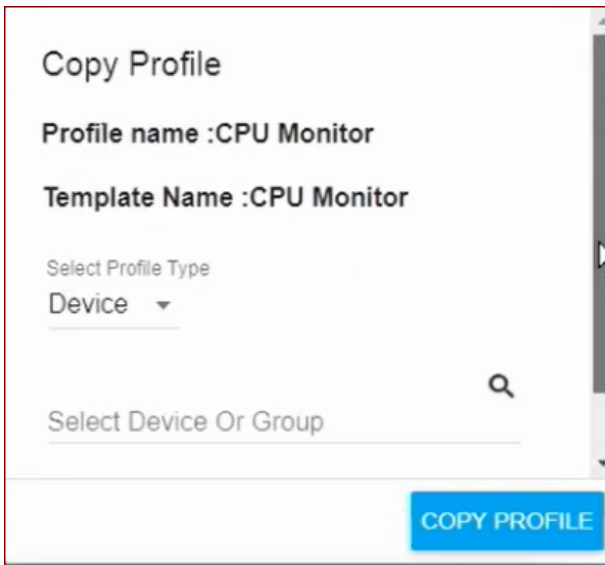 Copy Profile
Profile name :CPU Monitor
Template Name :CPU Monitor
Select Profile Type
Device
Select Device Or Group
COPY PROFILE